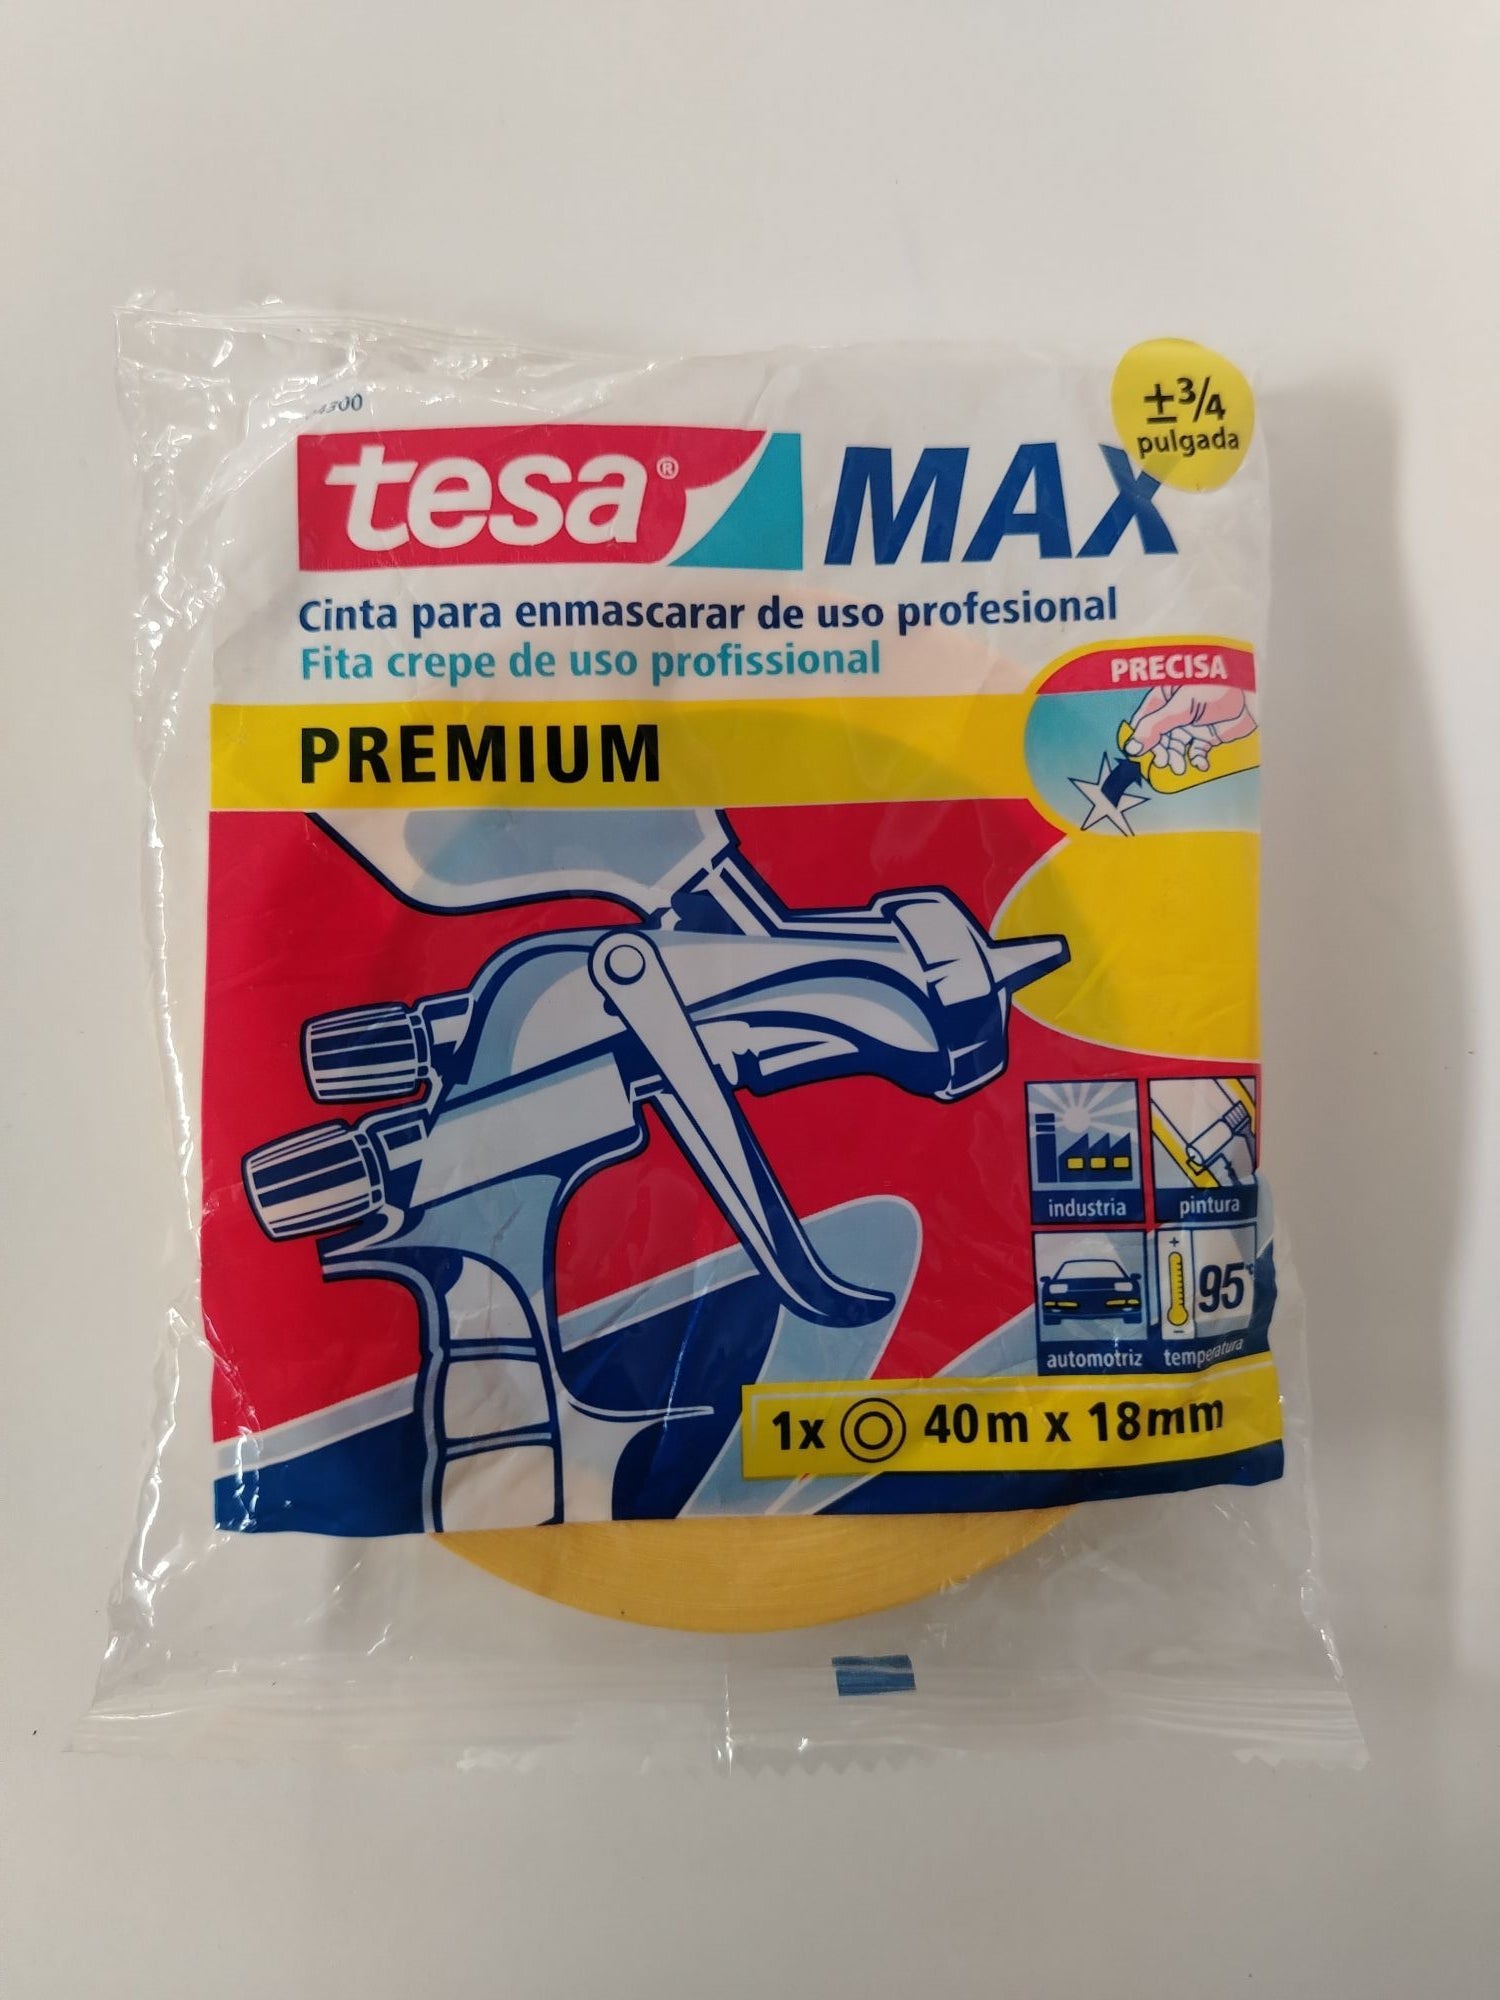 ±3/4
pulgada
tesa® MAX
Cinta para enmascarar de uso profesional
Fita crepe de uso profissional
PRECISA
PREMIUM
industria
pintura
+
95°
-
automotriz
temperatura
1x 40m x 18mm